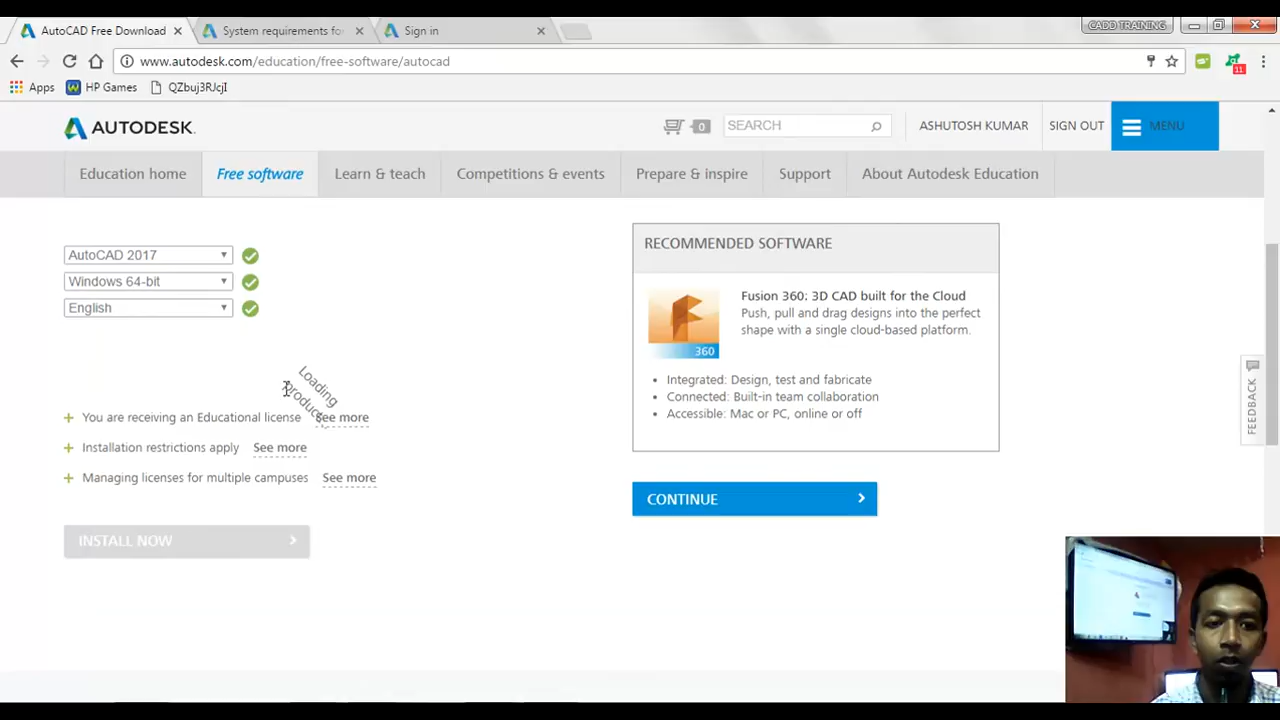 AutoCAD Free Download
System requirements fo
Sign in
CADD TRAINING
www.autodesk.com/education/free-software/autocad
11
Apps
HP Games
QZbuj3RJcjI
AUTODESK.
0
SEARCH
ASHUTOSH KUMAR
SIGN OUT
MENU
Education home
Free software
Learn & teach
Competitions & events
Prepare & inspire
Support
About Autodesk Education
AutoCAD 2017
Windows 64-bit
English
Loading
product
+ You are receiving an Educational license See more
+ Installation restrictions apply See more
+ Managing licenses for multiple campuses See more
INSTALL NOW
RECOMMENDED SOFTWARE
360
Fusion 360: 3D CAD built for the Cloud
Push, pull and drag designs into the perfect
shape with a single cloud-based platform.
• Integrated: Design, test and fabricate
• Connected: Built-in team collaboration
• Accessible: Mac or PC, online or off
CONTINUE
FEEDBACK